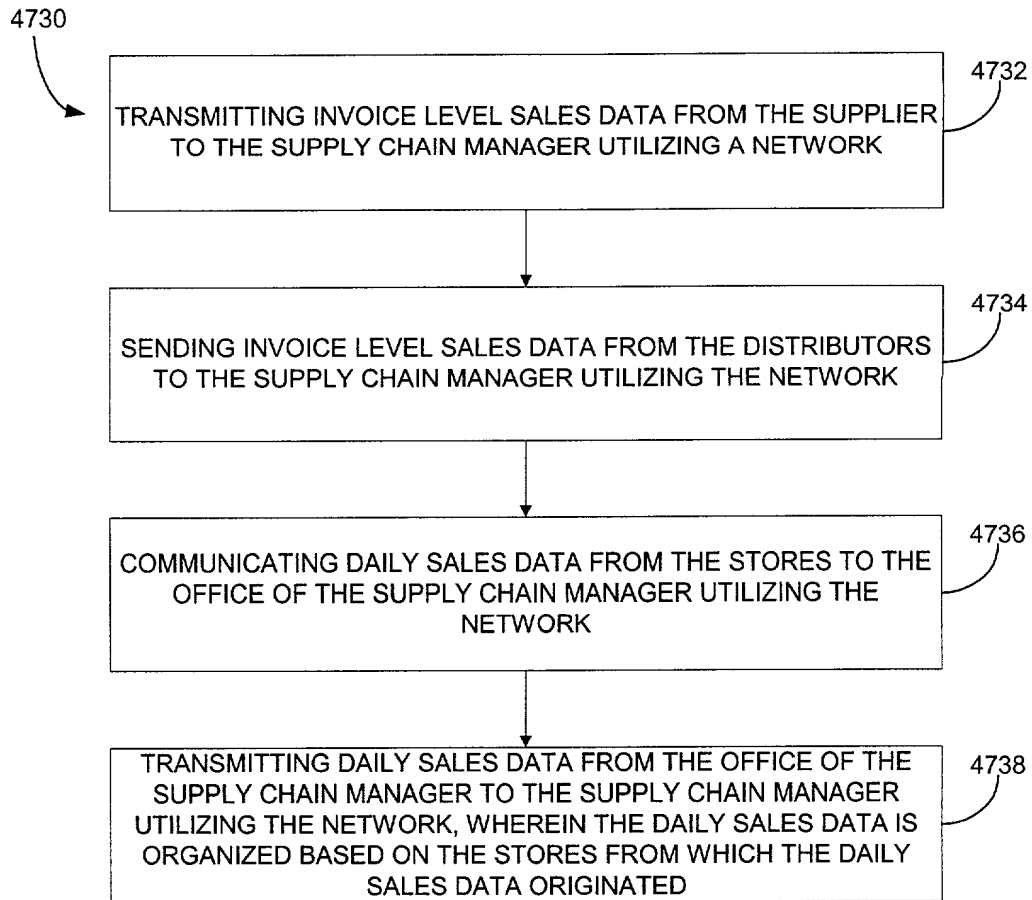 4730
4732
TRANSMITTING INVOICE LEVEL SALES DATA FROM THE SUPPLIER
TO THE SUPPLY CHAIN MANAGER UTILIZING A NETWORK
4734
SENDING INVOICE LEVEL SALES DATA FROM THE DISTRIBUTORS
TO THE SUPPLY CHAIN MANAGER UTILIZING THE NETWORK
4736
COMMUNICATING DAILY SALES DATA FROM THE STORES TO THE
OFFICE OF THE SUPPLY CHAIN MANAGER UTILIZING THE
NETWORK
4738
TRANSMITTING DAILY SALES DATA FROM THE OFFICE OF THE
SUPPLY CHAIN MANAGER TO THE SUPPLY CHAIN MANAGER
UTILIZING THE NETWORK, WHEREIN THE DAILY SALES DATA IS
ORGANIZED BASED ON THE STORES FROM WHICH THE DAILY
SALES DATA ORIGINATED